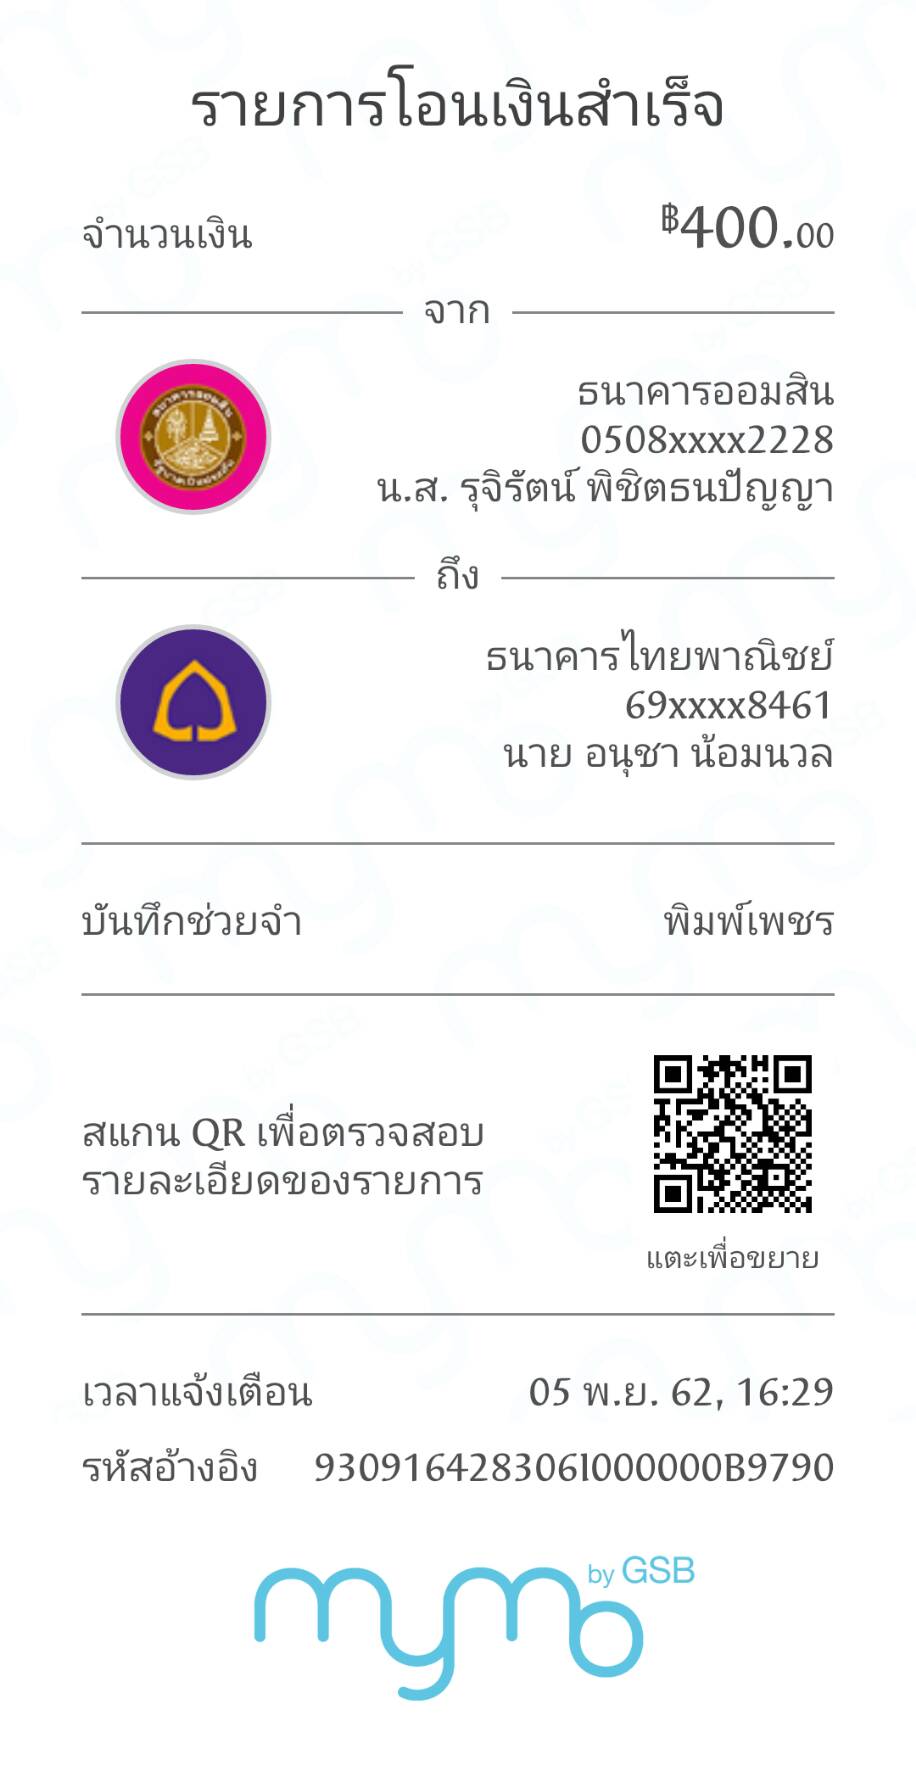 รายการโอนเงินสำเร็จ
จำนวนเงิน ฿400.00
จาก
ธนาคารออมสิน
0508xxxx2228
น.ส. รุจิรัตน์ พิชิตธนปัญญา
ถึง
ธนาคารไทยพาณิชย์
69xxxx8461
นาย อนุชา น้อมนวล
บันทึกช่วยจำ พิมพ์เพชร
สแกน QR เพื่อตรวจสอบ
รายละเอียดของรายการ
แตะเพื่อขยาย
เวลาแจ้งเตือน 05 พ.ย. 62, 16:29
รหัสอ้างอิง 930916428306I000000B9790
mymo by GSB